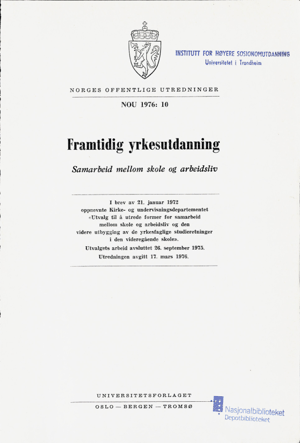 INSTITUTT FOR HØYERE SOSIONOMUTDANNING
Universitetet i Trondheim
NORGES OFFENTLIGE UTREDNINGER
NOU 1976: 10
Framtidig yrkesutdanning
Samarbeid mellom skole og arbeidsliv
I brev av 21. januar 1972
oppnevnte Kirke- og undervisningsdepartementet
«Utvalg til å utrede former for samarbeid
mellom skole og arbeidsliv og den
videre utbygging av de yrkesfaglige studieretninger
i den videregående skole».
Utvalgets arbeid avsluttet 26. september 1975.
Utredningen avgitt 17. mars 1976.
UNIVERSITETSFORLAGET
OSLO — BERGEN — TROMSØ
Nasjonalbiblioteket
Depotbiblioteket